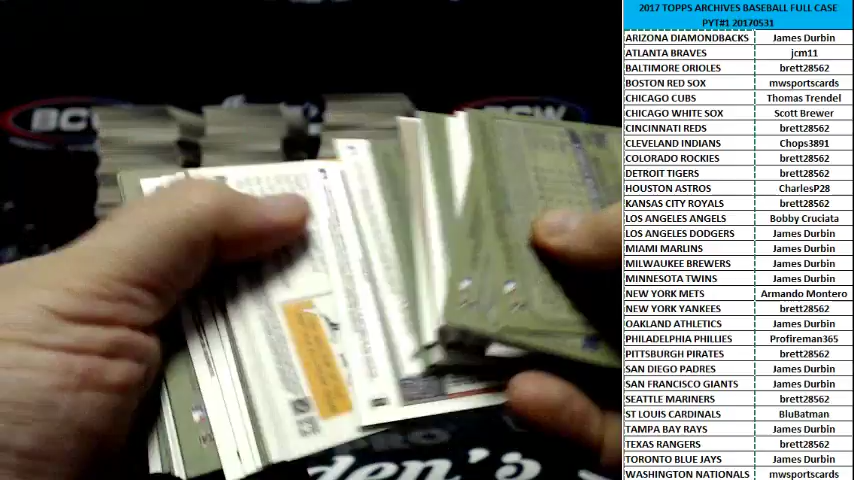 2017 TOPPS ARCHIVES BASEBALL FULL CASE
PYT#1 20170531
ARIZONA DIAMONDBACKS James Durbin
ATLANTA BRAVES jcm11
BALTIMORE ORIOLES brett28562
BOSTON RED SOX mwsportscards
CHICAGO CUBS Thomas Trendel
CHICAGO WHITE SOX Scott Brewer
CINCINNATI REDS brett28562
CLEVELAND INDIANS Chops3891
COLORADO ROCKIES brett28562
DETROIT TIGERS brett28562
HOUSTON ASTROS CharlesP28
KANSAS CITY ROYALS brett28562
LOS ANGELES ANGELS Bobby Cruciata
LOS ANGELES DODGERS James Durbin
MIAMI MARLINS James Durbin
MILWAUKEE BREWERS James Durbin
MINNESOTA TWINS James Durbin
NEW YORK METS Armando Montero
NEW YORK YANKEES brett28562
OAKLAND ATHLETICS James Durbin
PHILADELPHIA PHILLIES Profireman365
PITTSBURGH PIRATES brett28562
SAN DIEGO PADRES James Durbin
SAN FRANCISCO GIANTS James Durbin
SEATTLE MARINERS brett28562
ST LOUIS CARDINALS BluBatman
TAMPA BAY RAYS James Durbin
TEXAS RANGERS brett28562
TORONTO BLUE JAYS James Durbin
WASHINGTON NATIONALS mwsportscards
BCW
BCW
den's